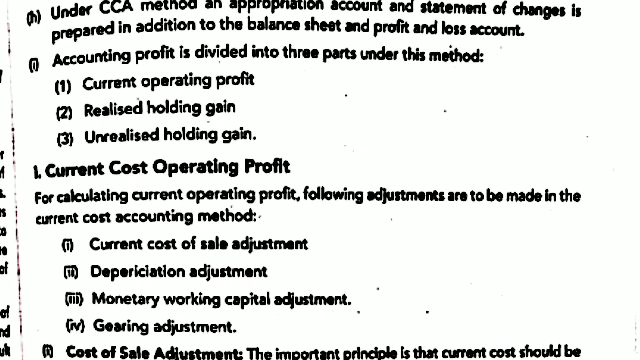 (h) Under CCA method an appropriation account and statement of changes is
prepared in addition to the balance sheet and profit and loss account.
(i) Accounting profit is divided into three parts under this method:
(1) Current operating profit
(2) Realised holding gain
(3) Unrealised holding gain.
1. Current Cost Operating Profit
For calculating current operating profit, following adjustments are to be made in the
current cost accounting method:
(i) Current cost of sale adjustment
(ii) Depericiation adjustment
(iii) Monetary working capital adjustment.
(iv) Gearing adjustment.
(i) Cost of Sale Adjustment: The important principle is that current cost should be